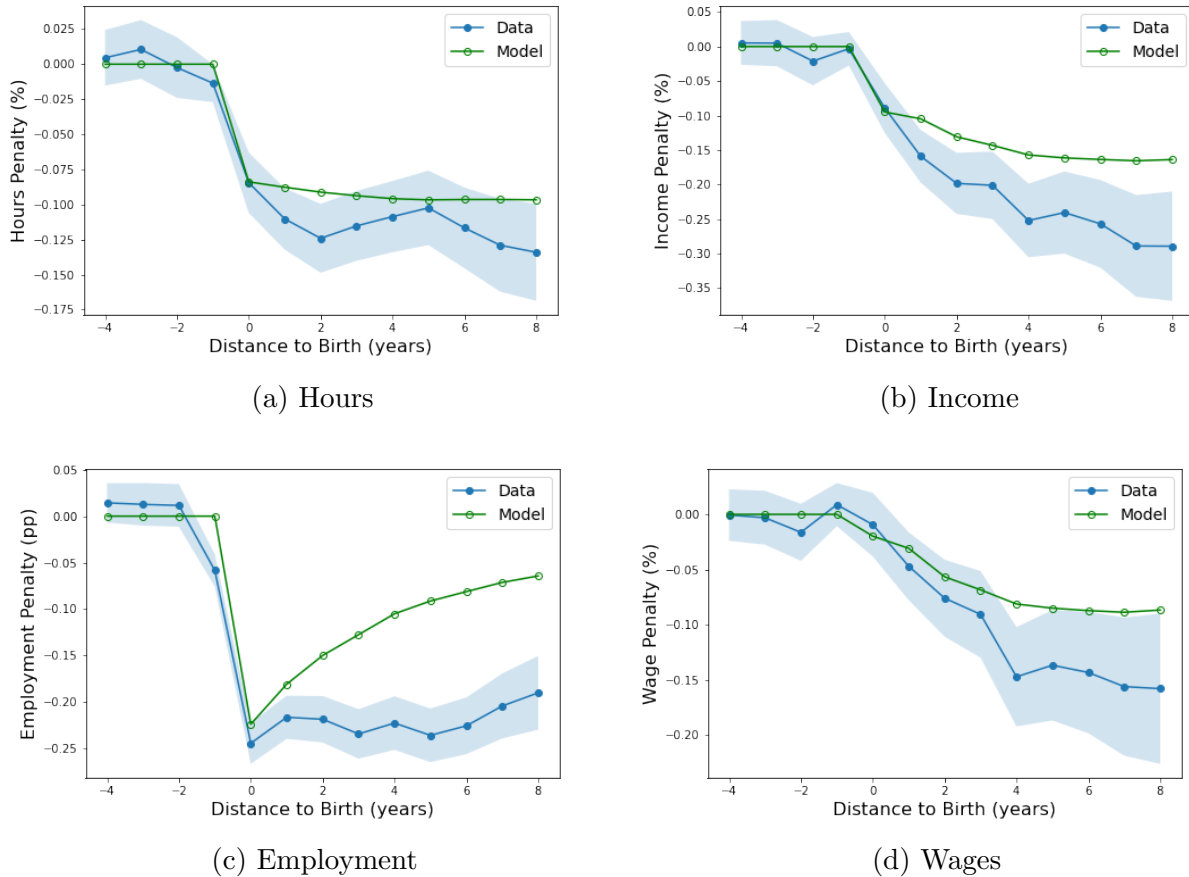 0.025
0.000
−0.025
−0.050
−0.075
−0.100
−0.125
−0.150
−0.175
Hours Penalty (%)
Data
Model
−4 −2 0 2 4 6 8
Distance to Birth (years)
(a) Hours
0.00
−0.05
−0.10
−0.15
−0.20
−0.25
−0.30
−0.35
Income Penalty (%)
Data
Model
−4 −2 0 2 4 6 8
Distance to Birth (years)
(b) Income
0.05
0.00
−0.05
−0.10
−0.15
−0.20
−0.25
Employment Penalty (pp)
Data
Model
−4 −2 0 2 4 6 8
Distance to Birth (years)
(c) Employment
0.00
−0.05
−0.10
−0.15
−0.20
Wage Penalty (%)
Data
Model
−4 −2 0 2 4 6 8
Distance to Birth (years)
(d) Wages